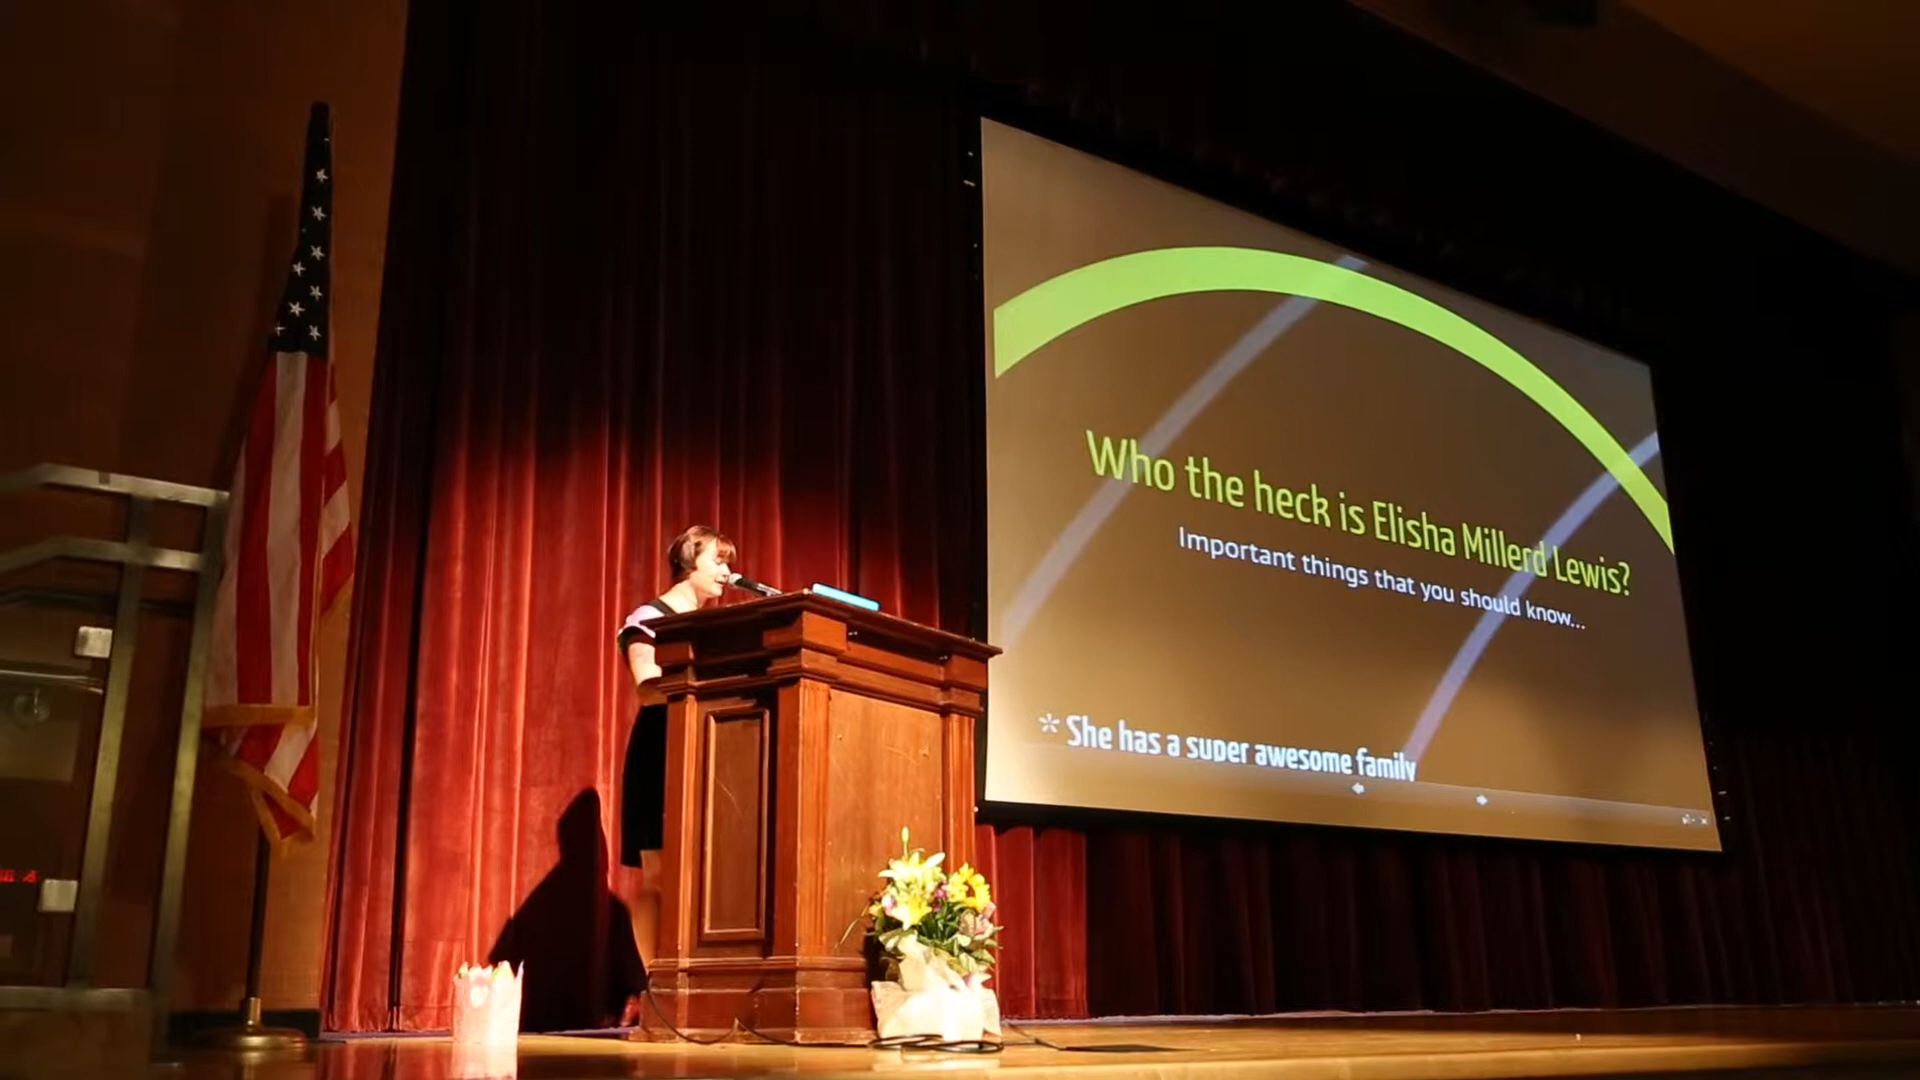 Who the heck is Elisha Millerd Lewis?
Important things that you should know...
* She has a super awesome family